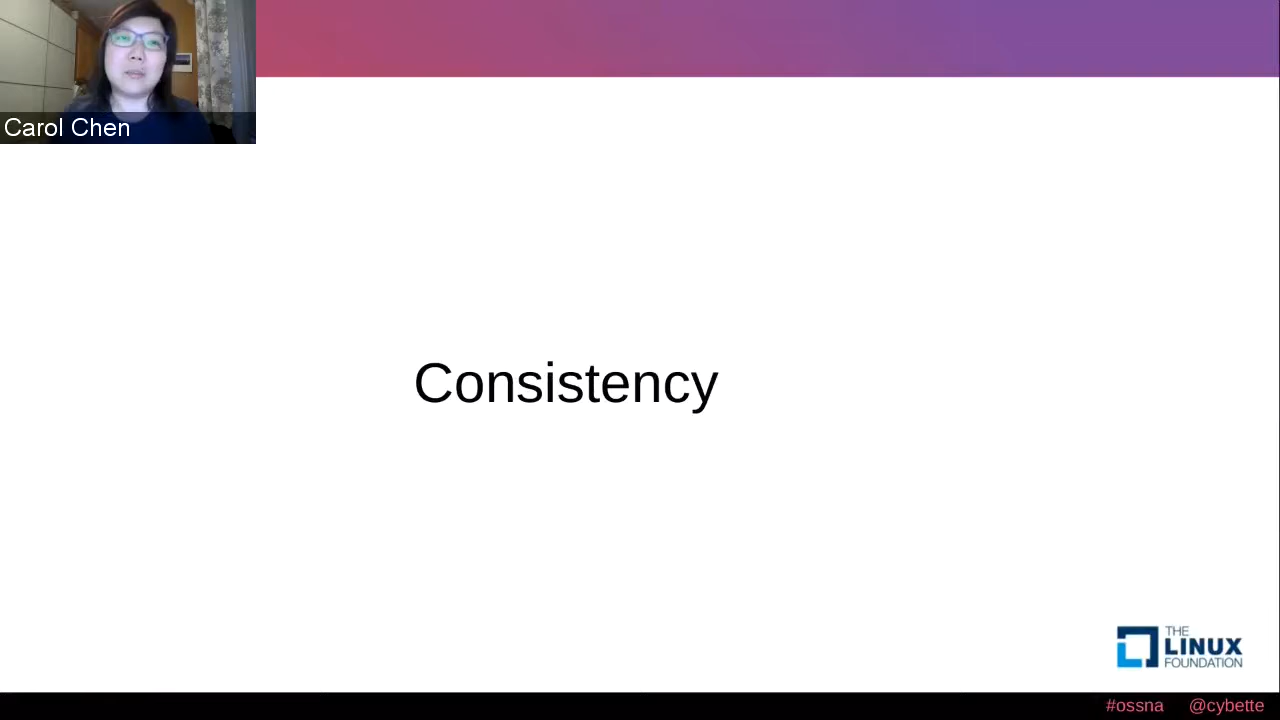 Carol Chen
Consistency
THE
LINUX
FOUNDATION
#ossna @cybette